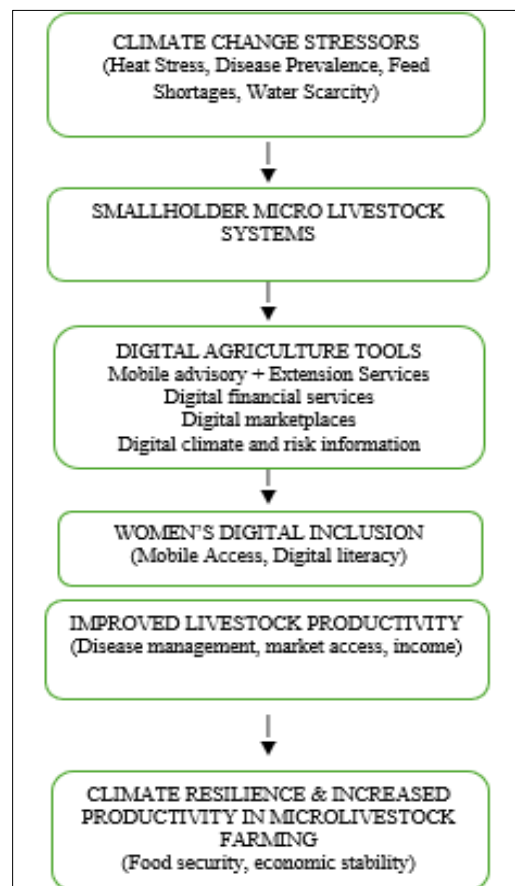 CLIMATE CHANGE STRESSORS
(Heat Stress, Disease Prevalence, Feed
Shortages, Water Scarcity)
SMALLHOLDER MICRO LIVESTOCK
SYSTEMS
DIGITAL AGRICULTURE TOOLS
Mobile advisory + Extension Services
Digital financial services
Digital marketplaces
Digital climate and risk information
WOMEN'S DIGITAL INCLUSION
(Mobile Access, Digital literacy)
IMPROVED LIVESTOCK PRODUCTIVITY
(Disease management, market access, income)
CLIMATE RESILIENCE & INCREASED
PRODUCTIVITY IN MICROLIVESTOCK
FARMING
(Food security, economic stability)